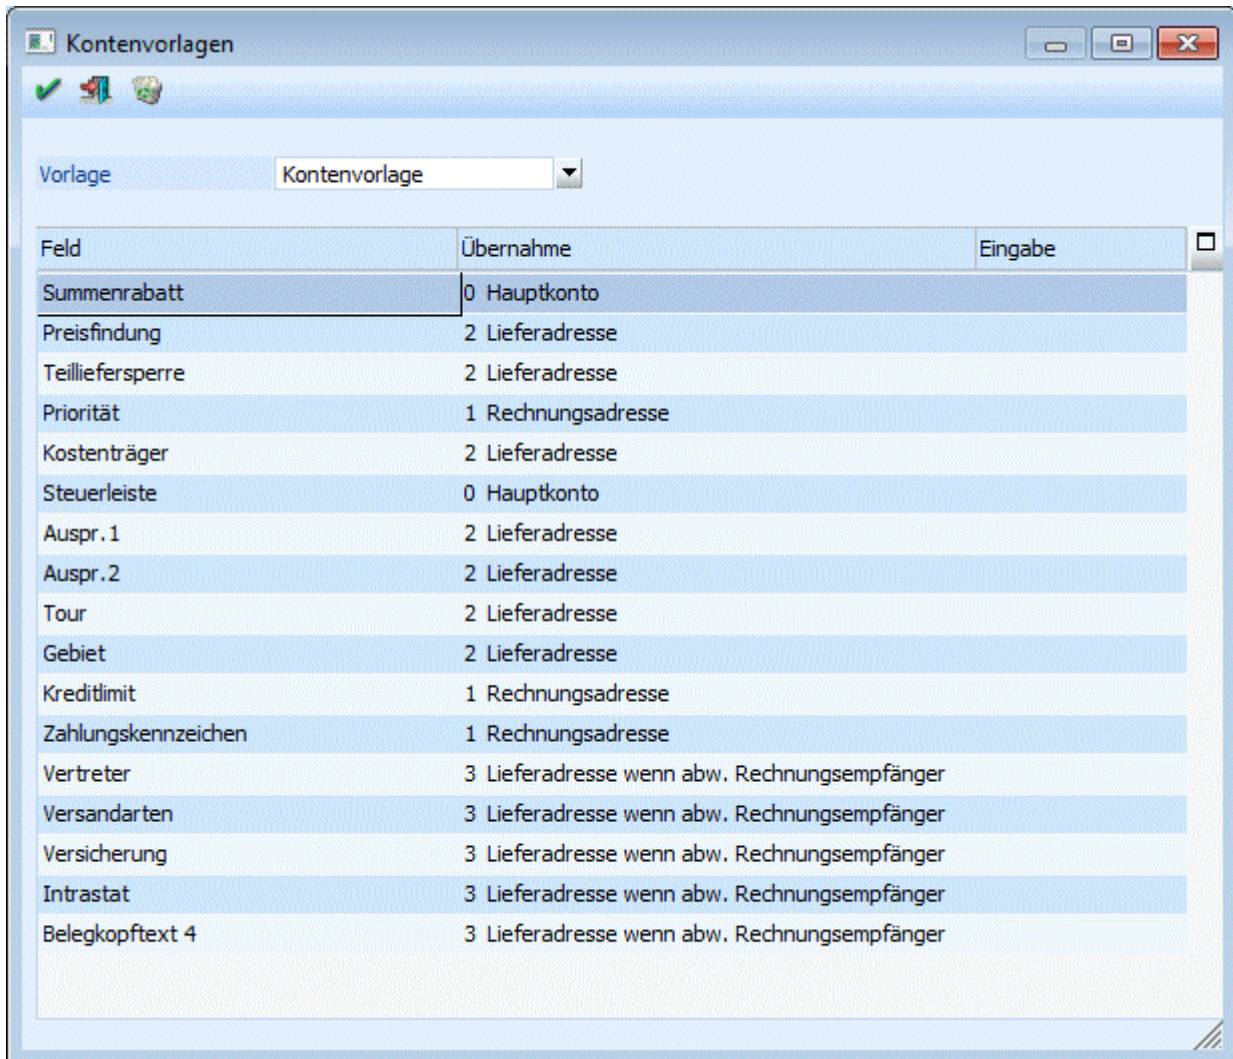 Kontenvorlagen
Vorlage Kontenvorlage
Feld Übernahme Eingabe
Summenrabatt 0 Hauptkonto
Preisfindung 2 Lieferadresse
Teilliefersperre 2 Lieferadresse
Priorität 1 Rechnungsadresse
Kostenträger 2 Lieferadresse
Steuerleiste 0 Hauptkonto
Auspr.1 2 Lieferadresse
Auspr.2 2 Lieferadresse
Tour 2 Lieferadresse
Gebiet 2 Lieferadresse
Kreditlimit 1 Rechnungsadresse
Zahlungskennzeichen 1 Rechnungsadresse
Vertreter 3 Lieferadresse wenn abw. Rechnungsempfänger
Versandarten 3 Lieferadresse wenn abw. Rechnungsempfänger
Versicherung 3 Lieferadresse wenn abw. Rechnungsempfänger
Intrastat 3 Lieferadresse wenn abw. Rechnungsempfänger
Belegkopftext 4 3 Lieferadresse wenn abw. Rechnungsempfänger